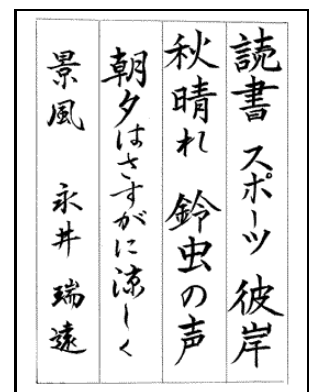 読書 スポーツ 彼岸
秋晴れ 鈴虫の声
朝夕はさすがに涼しく
景風 永井 瑞遠